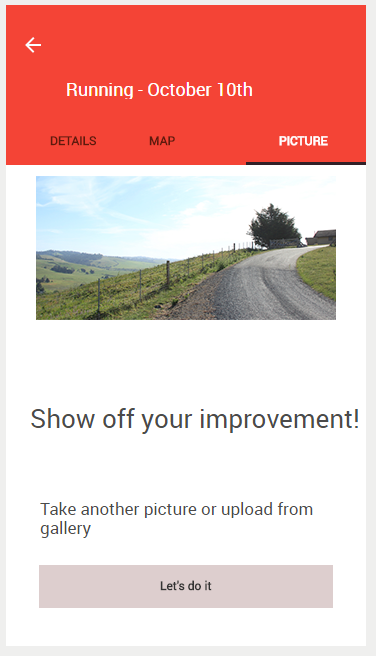 Running - October 10th
DETAILS MAP PICTURE
Show off your improvement!
Take another picture or upload from
gallery
Let's do it